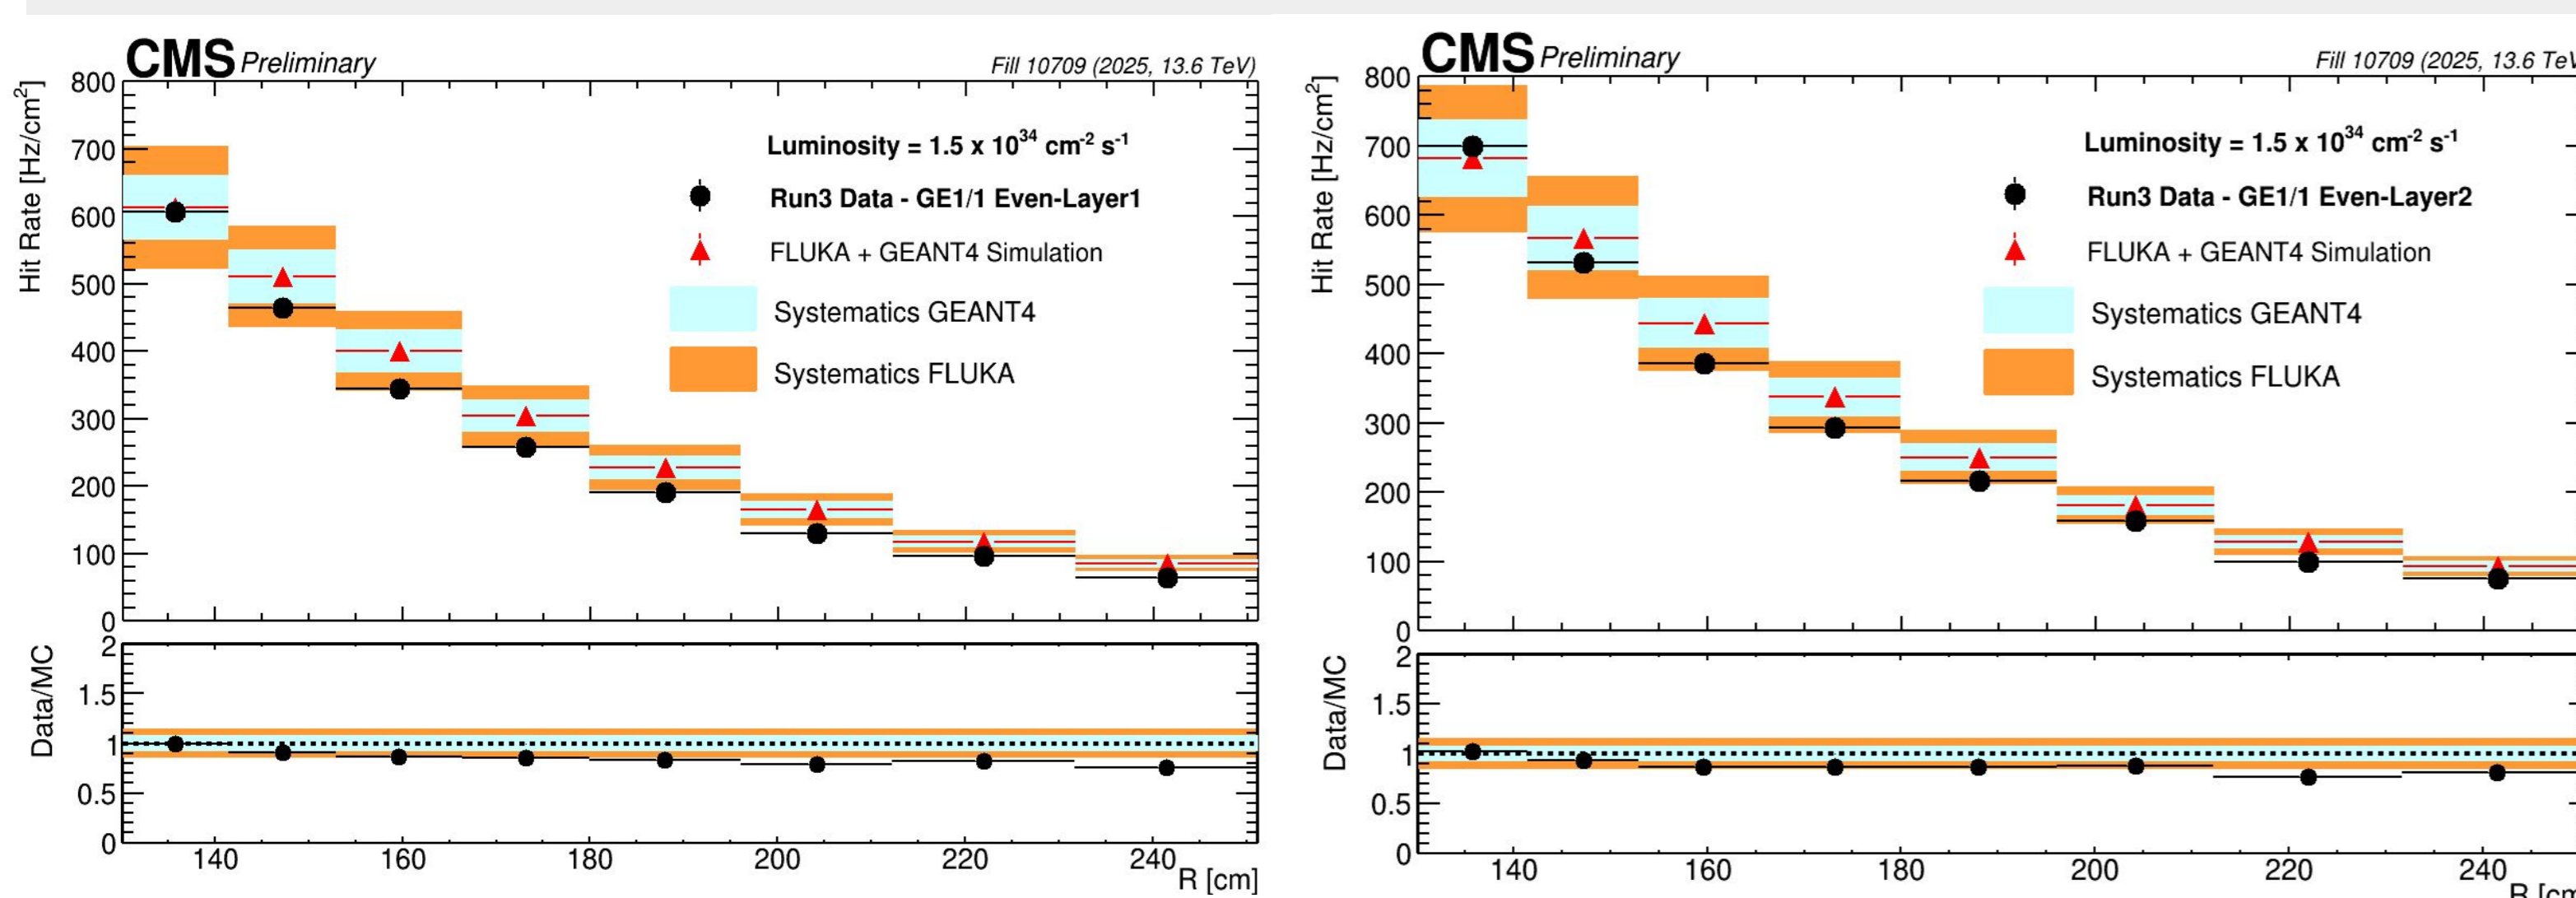 CMS Preliminary
Fill 10709 (2025, 13.6 TeV)
Hit Rate [Hz/cm²]
800
700
600
500
400
300
200
100
0
Luminosity = 1.5 x 10³⁴ cm⁻² s⁻¹
Run3 Data - GE1/1 Even-Layer1
FLUKA + GEANT4 Simulation
Systematics GEANT4
Systematics FLUKA
Data/MC
2
1.5
1
0.5
0
140 160 180 200 220 240
R [cm]
CMS Preliminary
Fill 10709 (2025, 13.6 TeV
Hit Rate [Hz/cm²]
800
700
600
500
400
300
200
100
0
Luminosity = 1.5 x 10³⁴ cm⁻² s⁻¹
Run3 Data - GE1/1 Even-Layer2
FLUKA + GEANT4 Simulation
Systematics GEANT4
Systematics FLUKA
Data/MC
2
1.5
1
0.5
0
140 160 180 200 220 240
R [cm